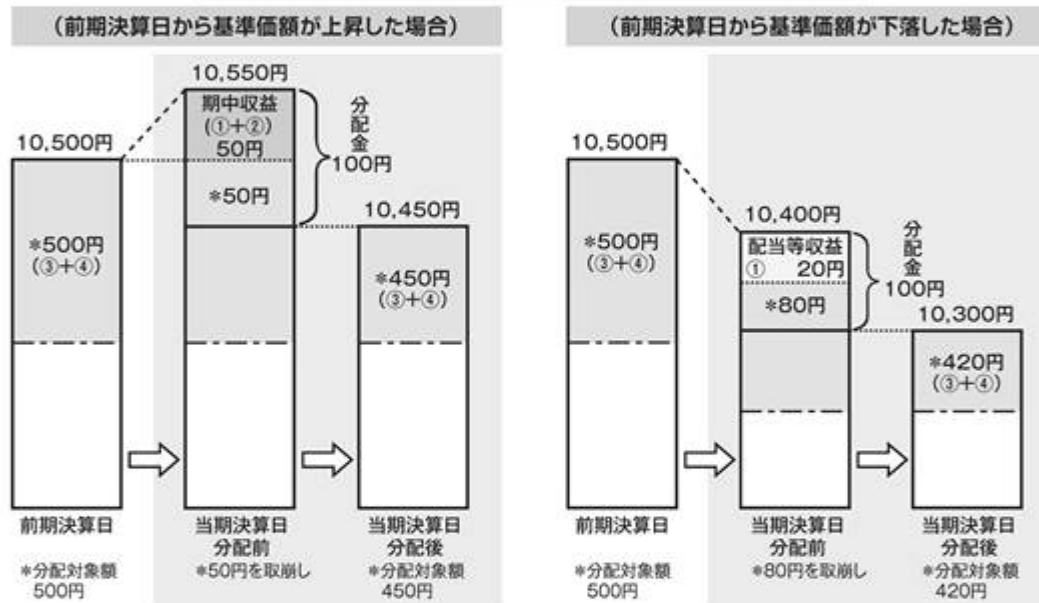 (前期決算日から基準価額が上昇した場合)
10,550円
期中収益
(①+②)
50円
*50円
分配金
100円
10,500円
*500円
(③+④)
10,450円
*450円
(③+④)
前期決算日
*分配対象額
500円
当期決算日
分配前
*50円を取崩し
当期決算日
分配後
*分配対象額
450円
(前期決算日から基準価額が下落した場合)
10,500円
*500円
(③+④)
10,400円
配当等収益
① 20円
*80円
分配金
100円
10,300円
*420円
(③+④)
前期決算日
*分配対象額
500円
当期決算日
分配前
*80円を取崩し
当期決算日
分配後
*分配対象額
420円